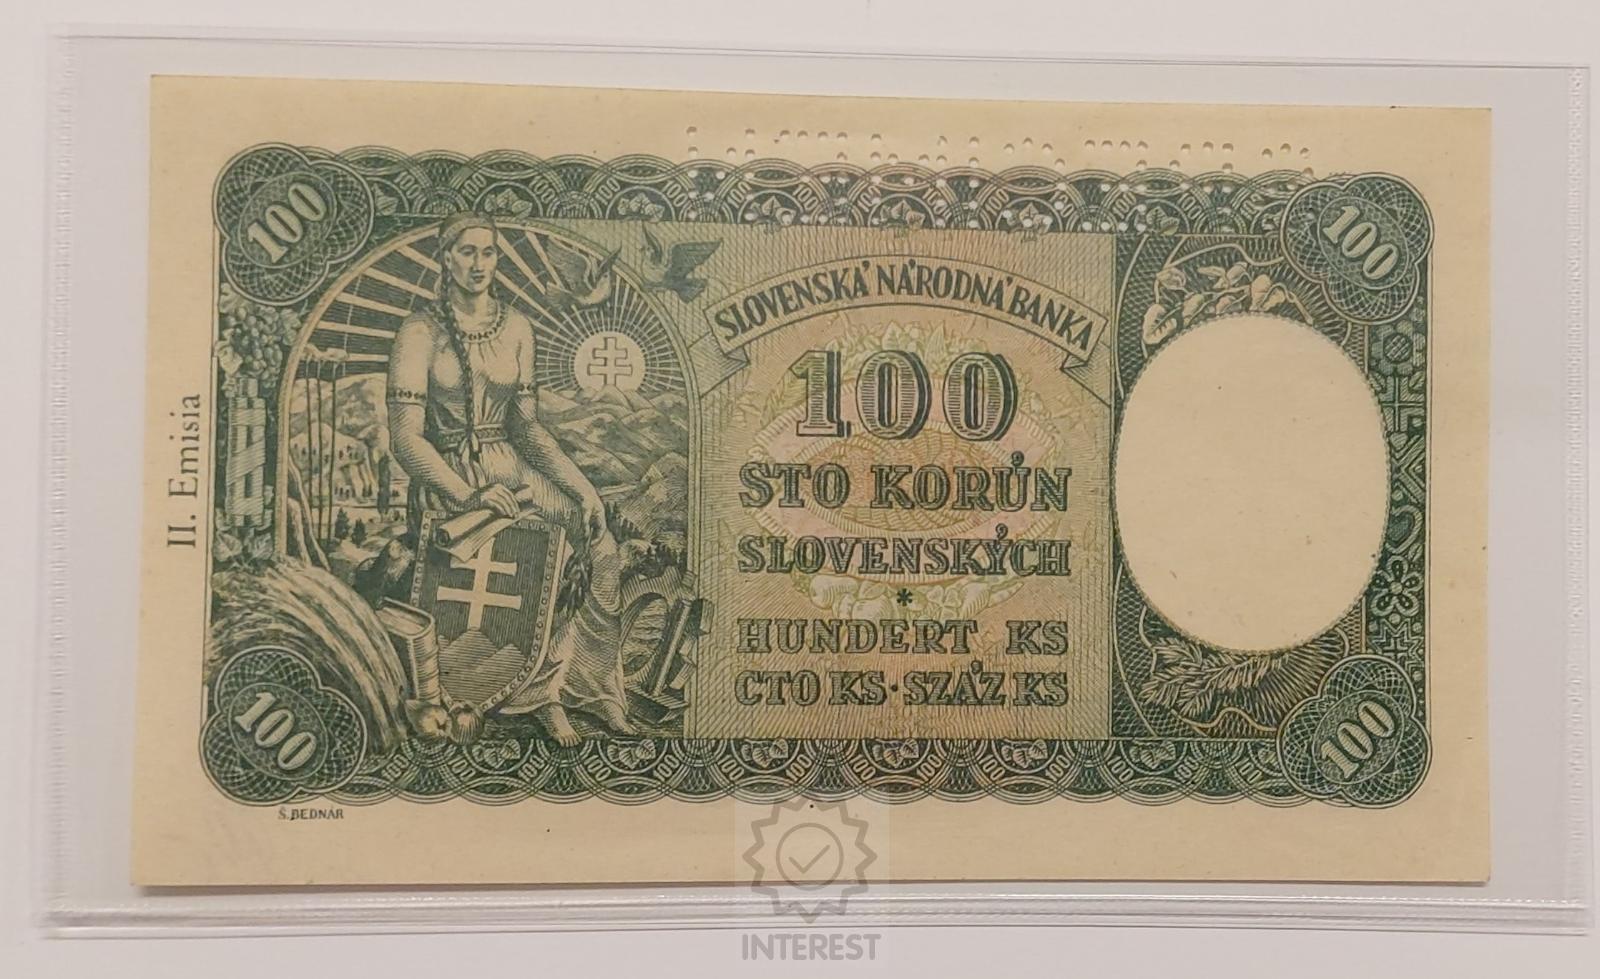 100
100
SLOVENSKÁ NÁRODNÁ BANKA
100
STO KORÚN
SLOVENSKÝCH
*
HUNDERT KS
СТО KS · SZÁZ KS
100
100
II. Emisia
Š. BEDNÁR
INTEREST